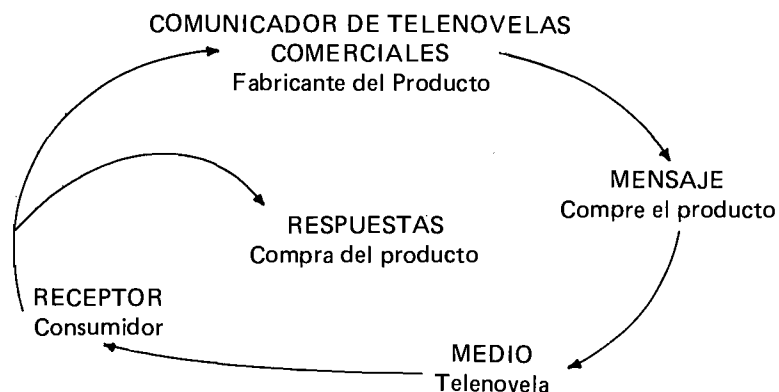 COMUNICADOR DE TELENOVELAS
COMERCIALES
Fabricante del Producto
MENSAJE
Compre el producto
RESPUESTAS
Compra del producto
RECEPTOR
Consumidor
MEDIO
Telenovela